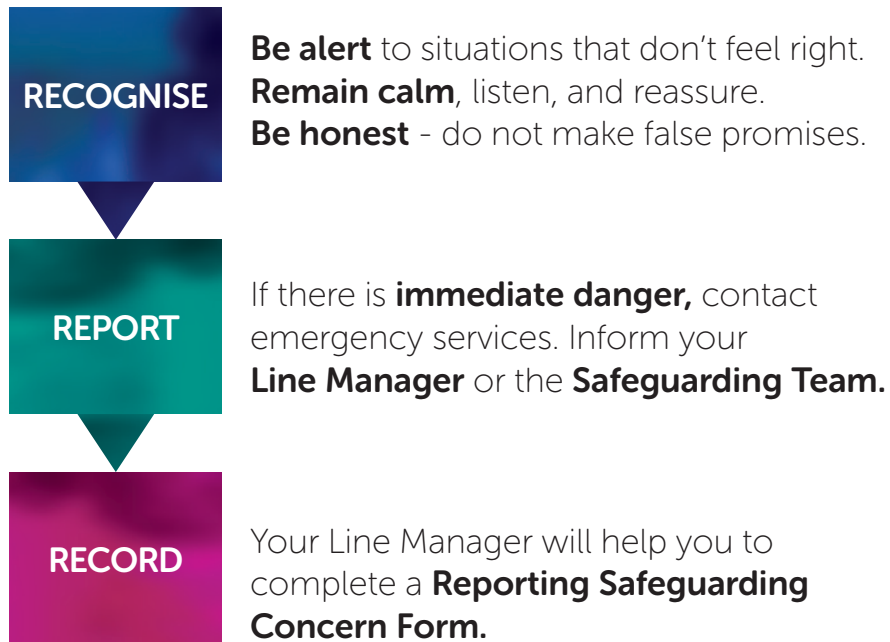 RECOGNISE
Be alert to situations that don’t feel right.
Remain calm, listen, and reassure.
Be honest - do not make false promises.
REPORT
If there is immediate danger, contact
emergency services. Inform your
Line Manager or the Safeguarding Team.
RECORD
Your Line Manager will help you to
complete a Reporting Safeguarding
Concern Form.